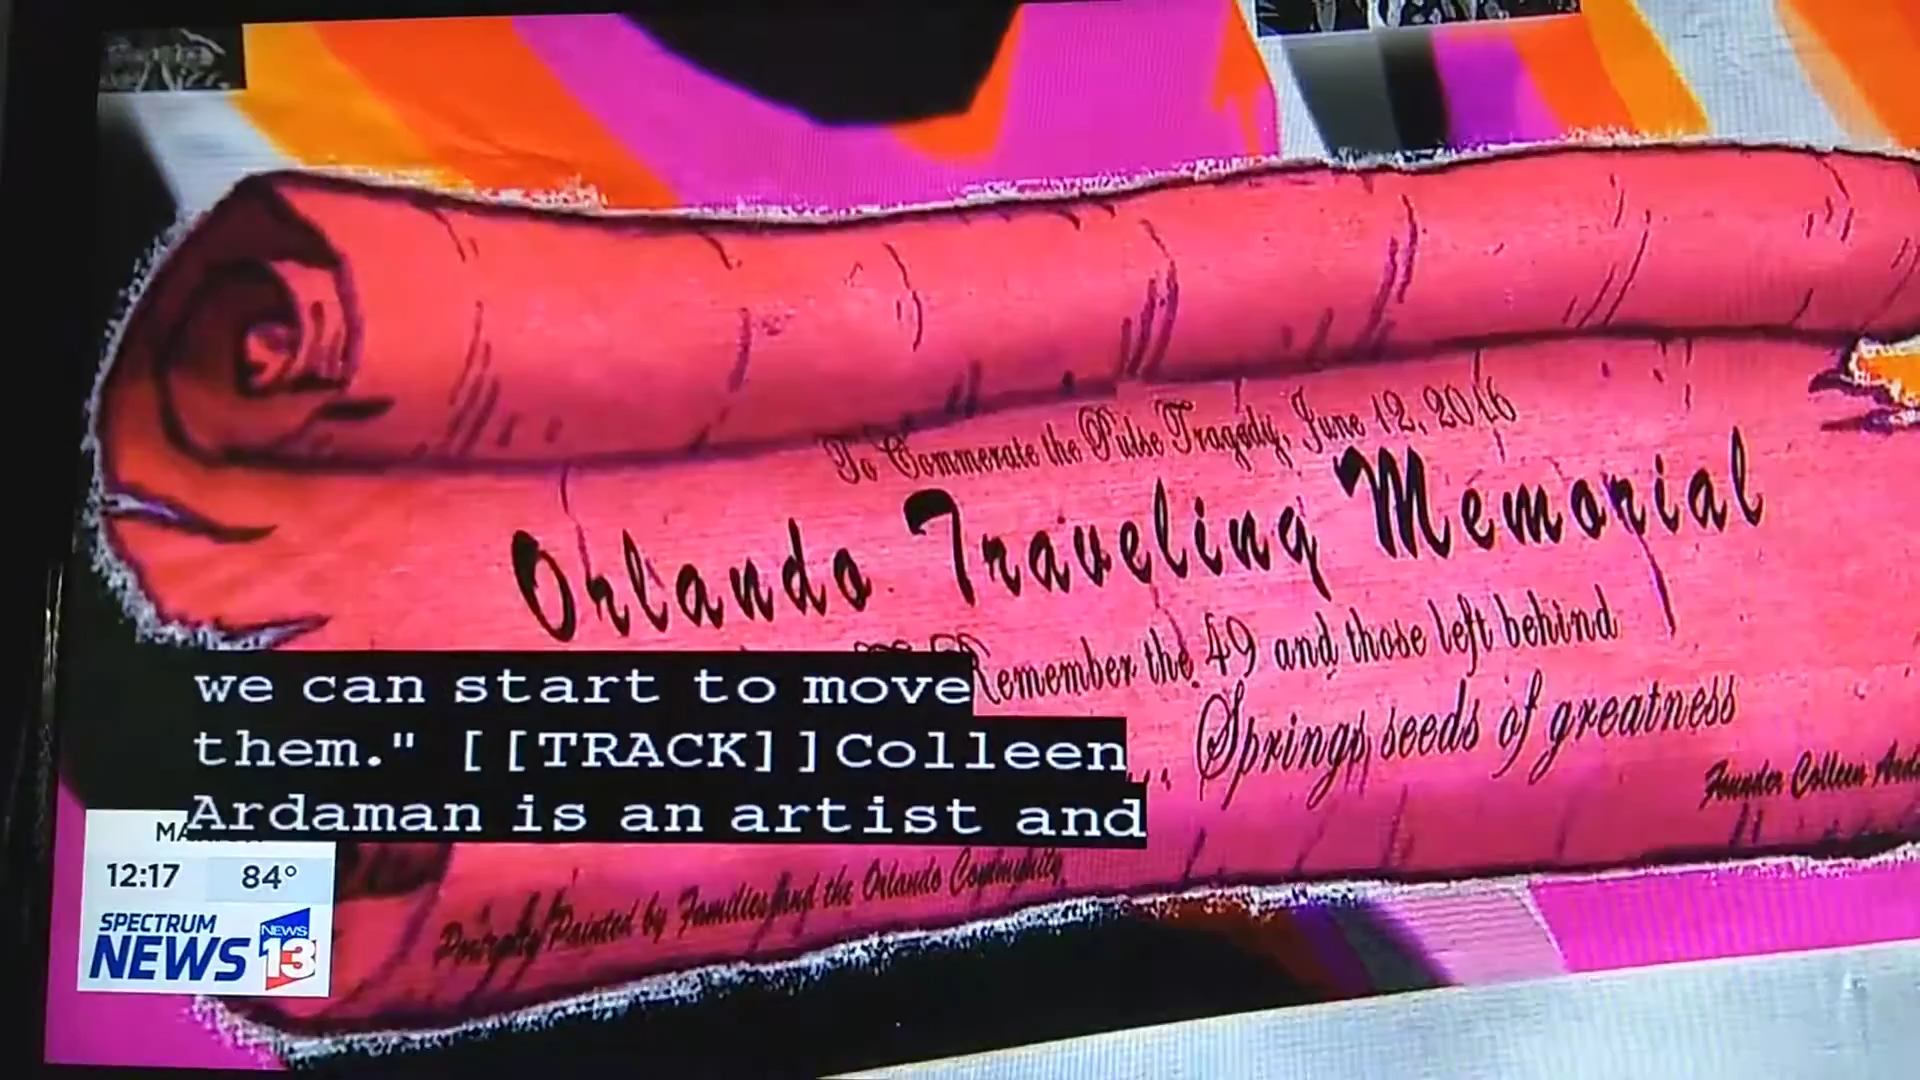 To Commerate the Pulse Tragedy, June 12, 2016
Orlando Traveling Memorial
Remember the 49 and those left behind
Springs seeds of greatness
Founder Colleen
we can start to move
them." [[TRACK]]Colleen
Ardaman is an artist and
Painted by Families and the Orlando Community
12:17 84°
SPECTRUM
NEWS NEWS 13